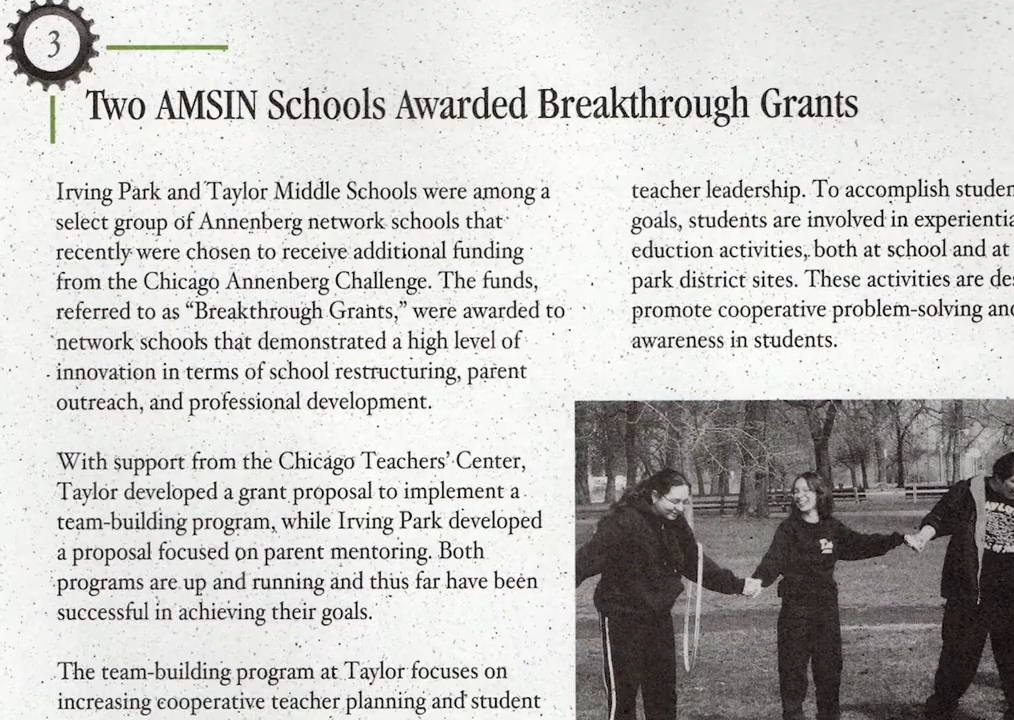 3
Two AMSIN Schools Awarded Breakthrough Grants
Irving Park and Taylor Middle Schools were among a
select group of Annenberg network schools that
recently were chosen to receive additional funding
from the Chicago Annenberg Challenge. The funds,
referred to as “Breakthrough Grants,” were awarded to
network schools that demonstrated a high level of
innovation in terms of school restructuring, parent
outreach, and professional development.
With support from the Chicago Teachers’ Center,
Taylor developed a grant proposal to implement a
team-building program, while Irving Park developed
a proposal focused on parent mentoring. Both
programs are up and running and thus far have been
successful in achieving their goals.
The team-building program at Taylor focuses on
increasing cooperative teacher planning and student
teacher leadership. To accomplish
goals, students are involved in
eduction activities, both at school and at
park district sites. These activities are
promote cooperative problem-solving
awareness in students.